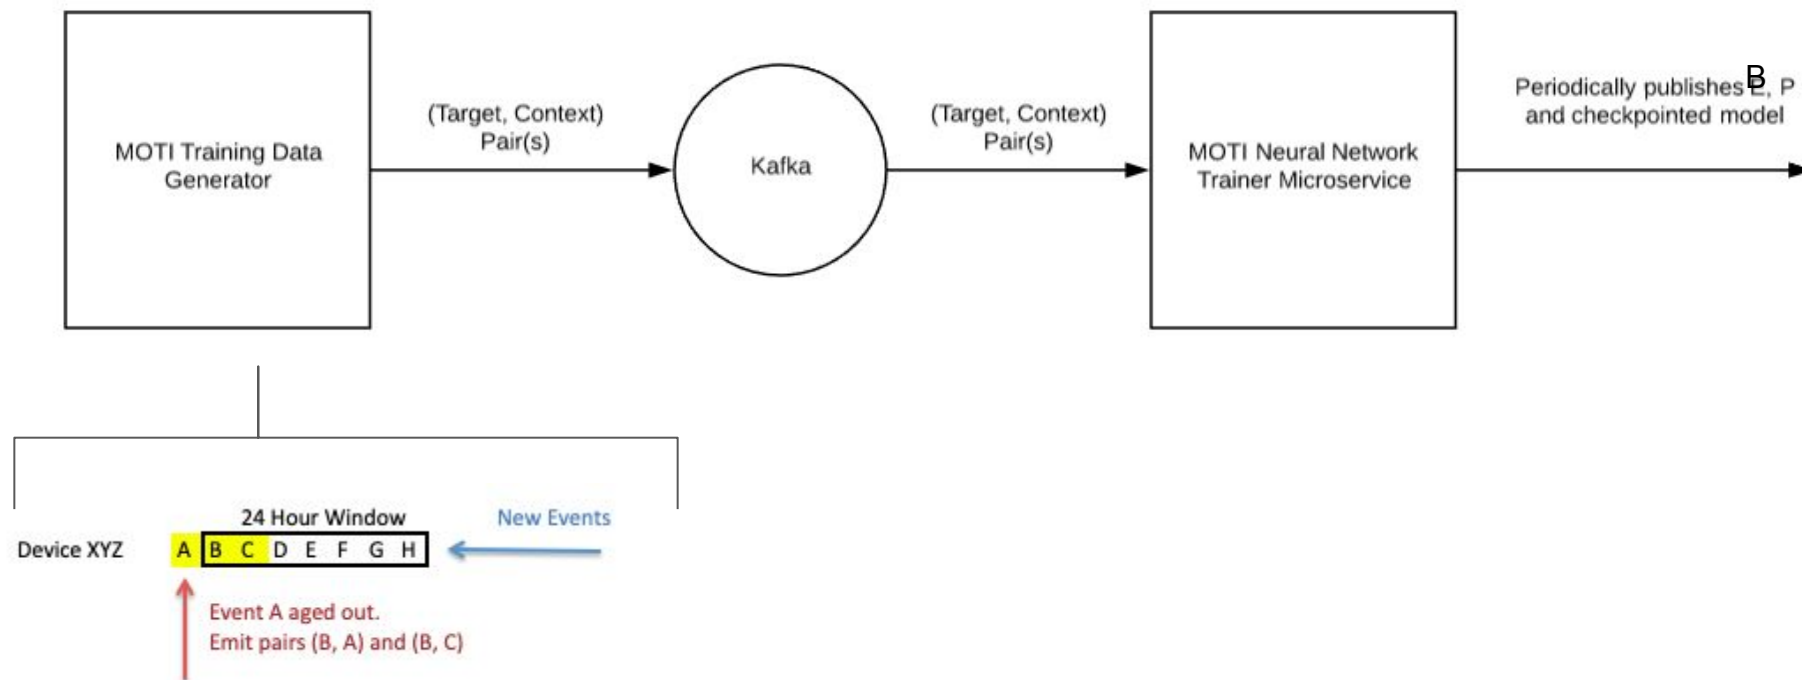 MOTI Training Data
Generator
(Target, Context)
Pair(s)
Kafka
(Target, Context)
Pair(s)
MOTI Neural Network
Trainer Microservice
B
Periodically publishes E, P
and checkpointed model
24 Hour Window
New Events
Device XYZ A B C D E F G H
Event A aged out.
Emit pairs (B, A) and (B, C)